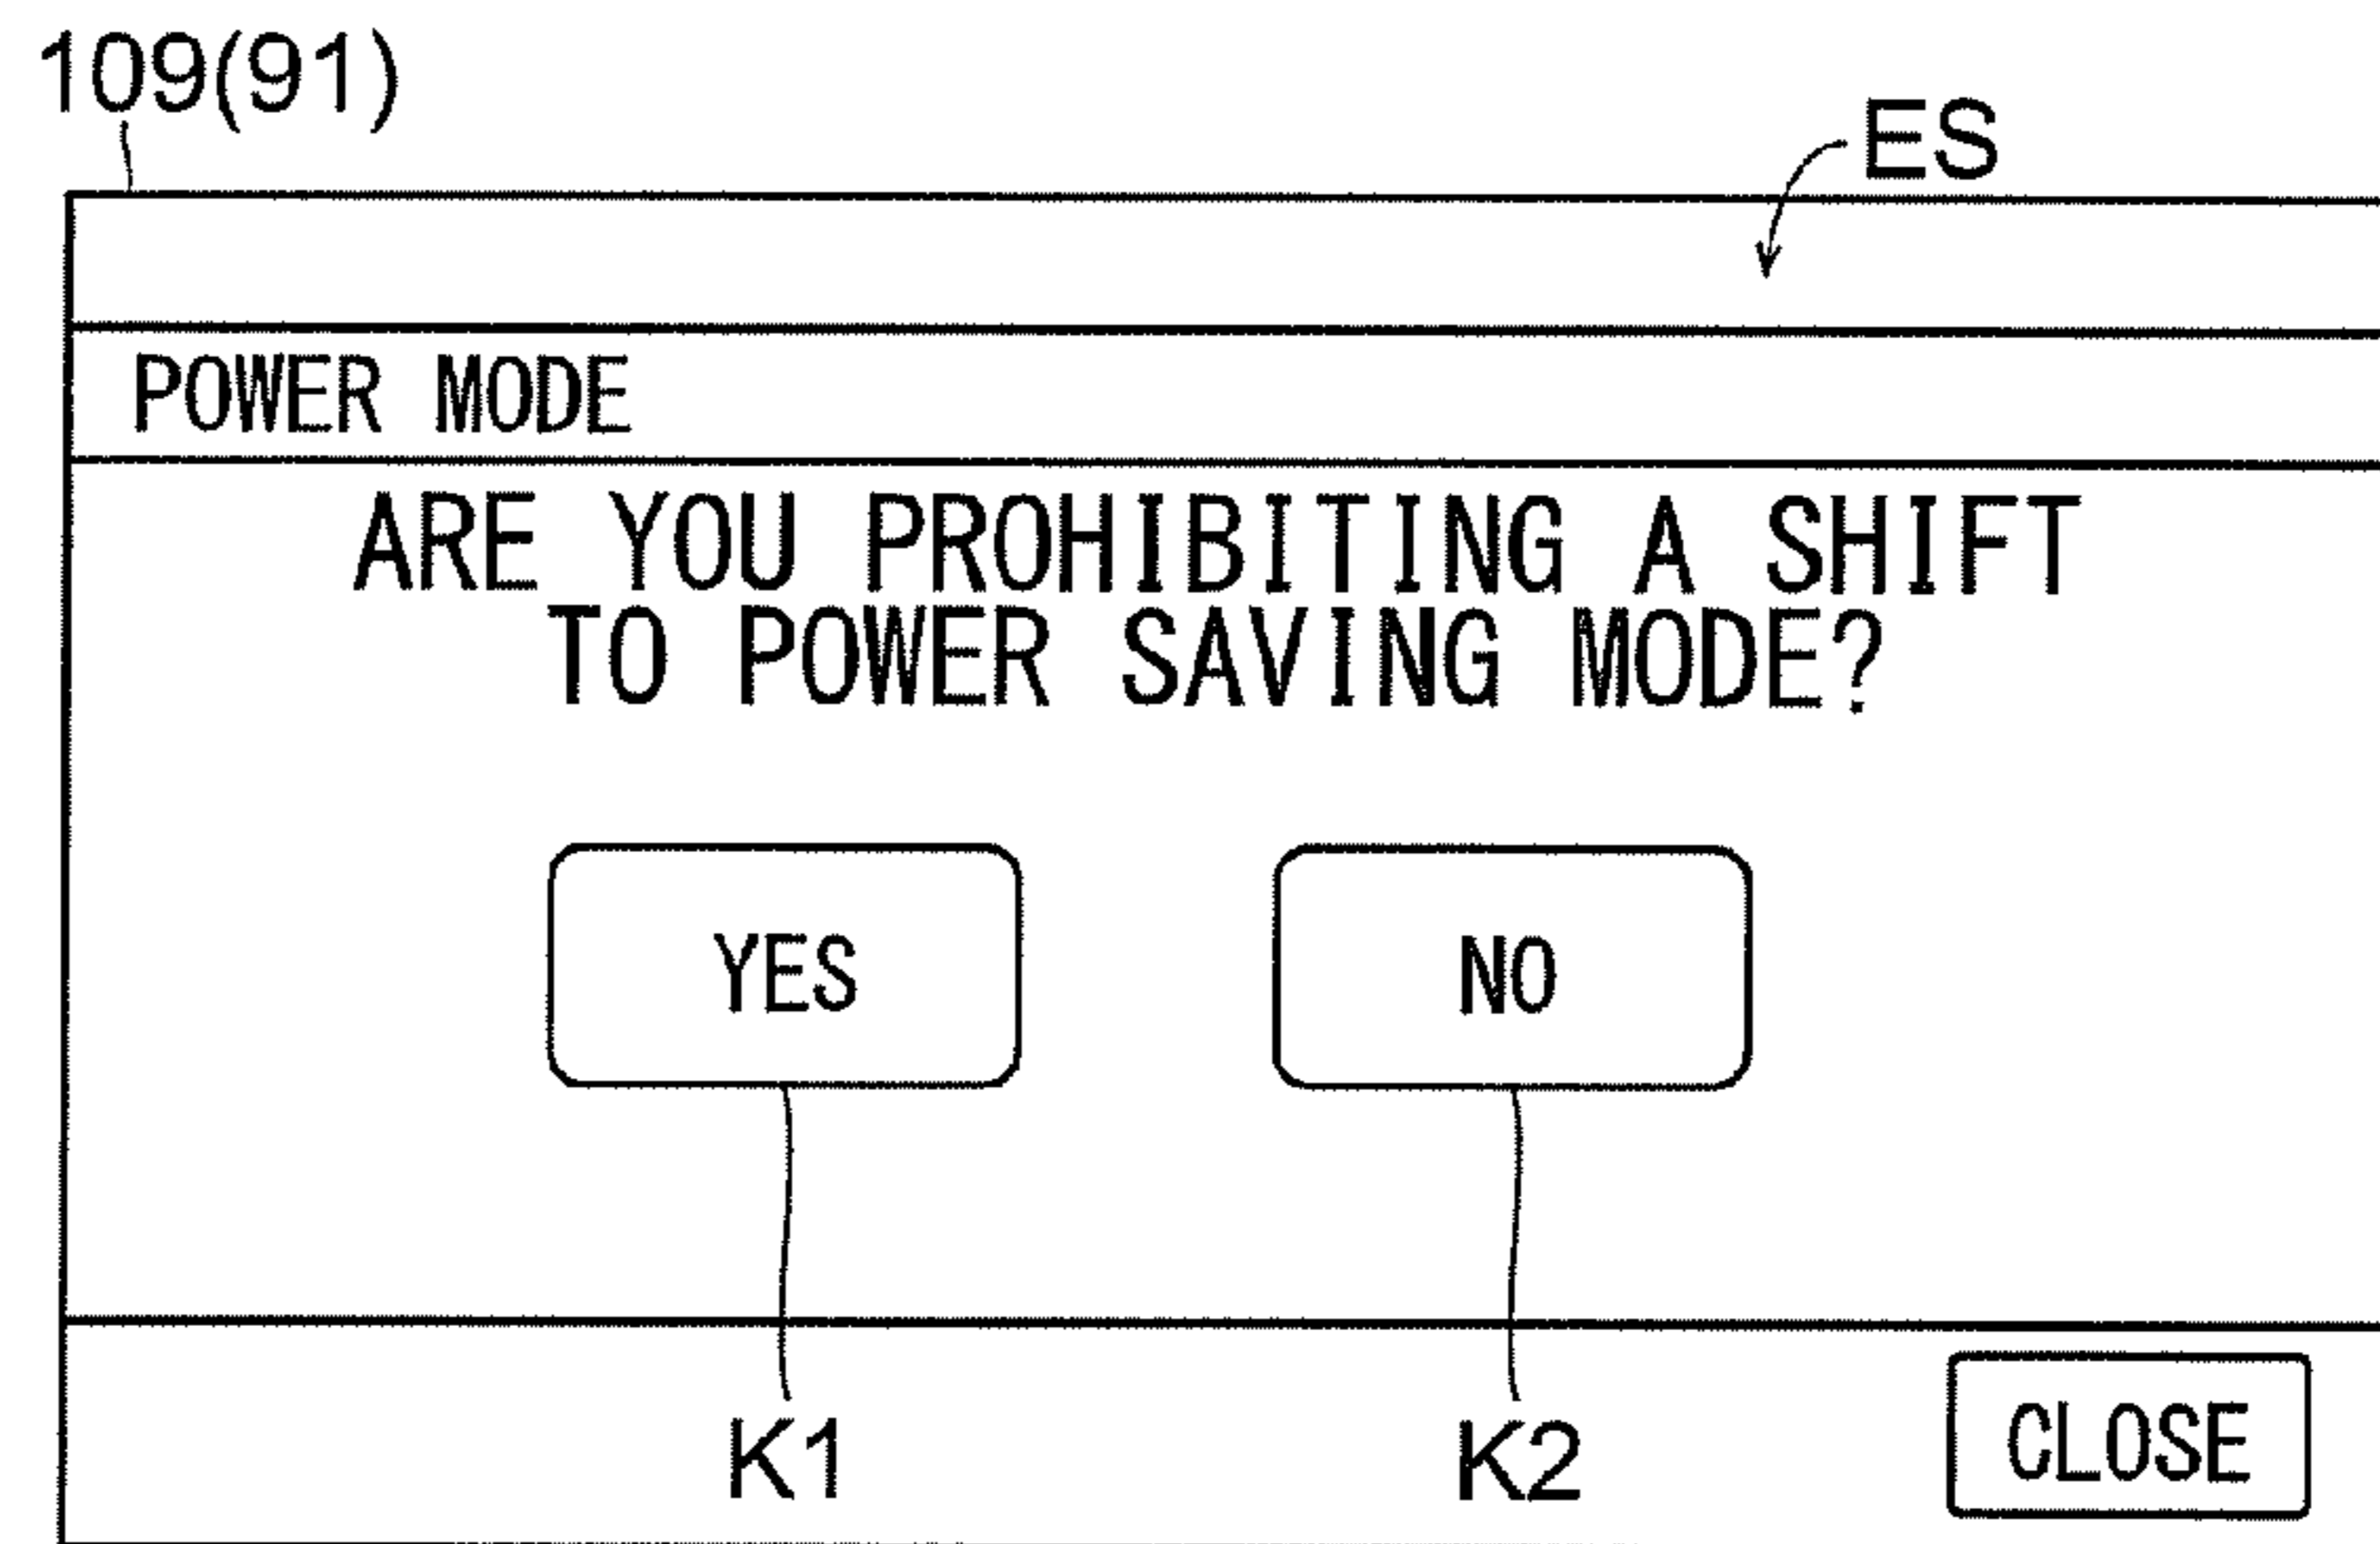 109(91)
ES
POWER MODE
ARE YOU PROHIBITING A SHIFT
TO POWER SAVING MODE?
YES
NO
K1
K2
CLOSE